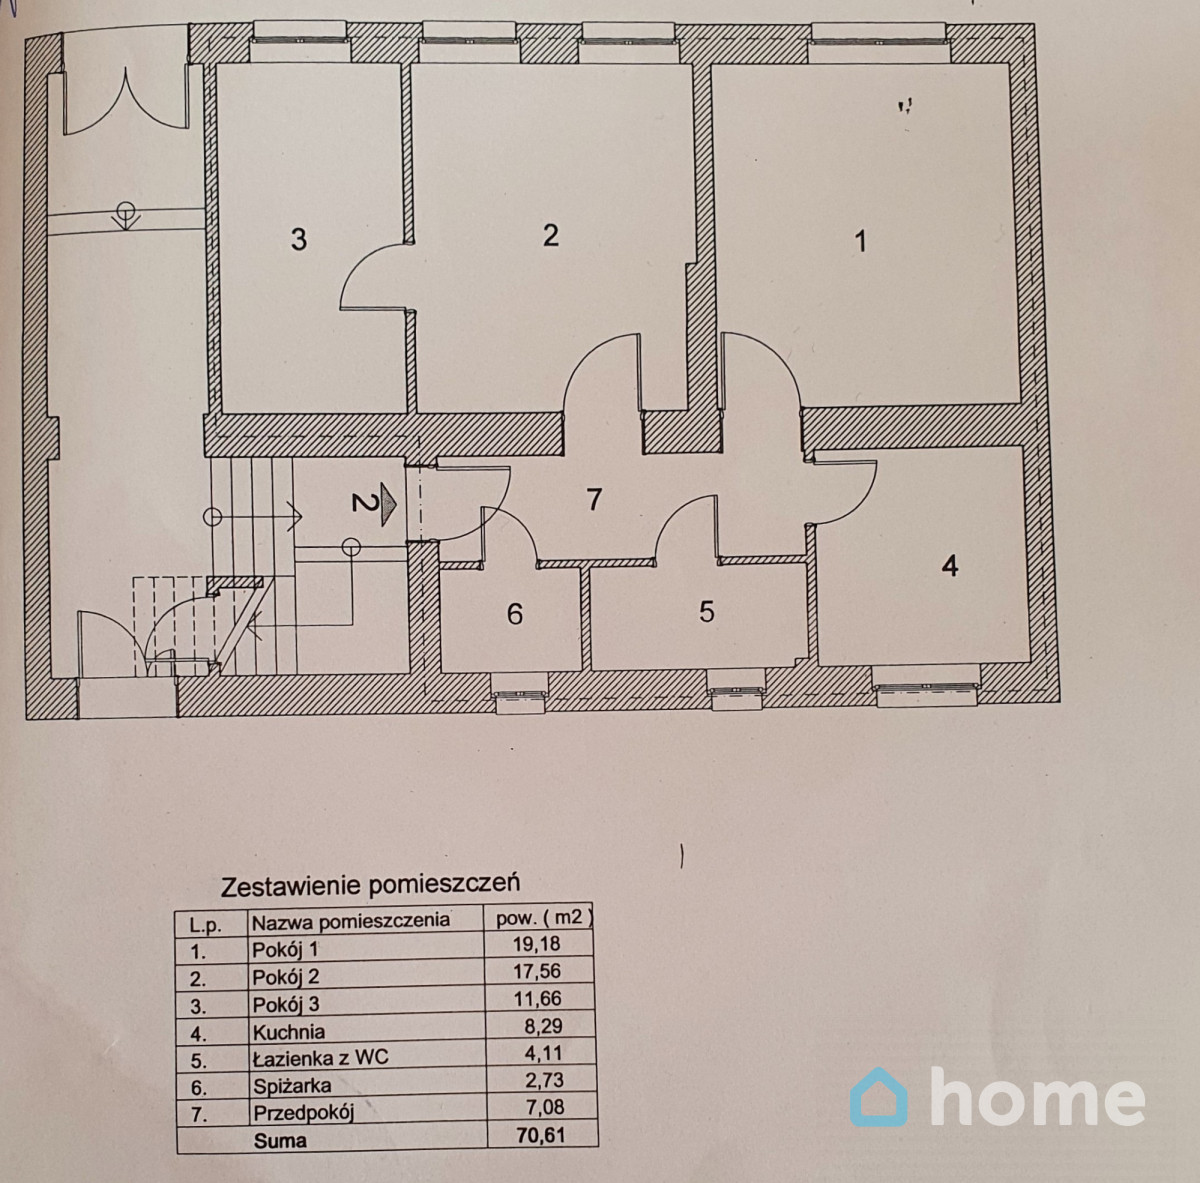 3
2
1
2
7
4
6
5
Zestawienie pomieszczeń
L.p. Nazwa pomieszczenia pow. ( m2 )
1. Pokój 1 19,18
2. Pokój 2 17,56
3. Pokój 3 11,66
4. Kuchnia 8,29
5. Łazienka z WC 4,11
6. Spiżarka 2,73
7. Przedpokój 7,08
Suma 70,61
home